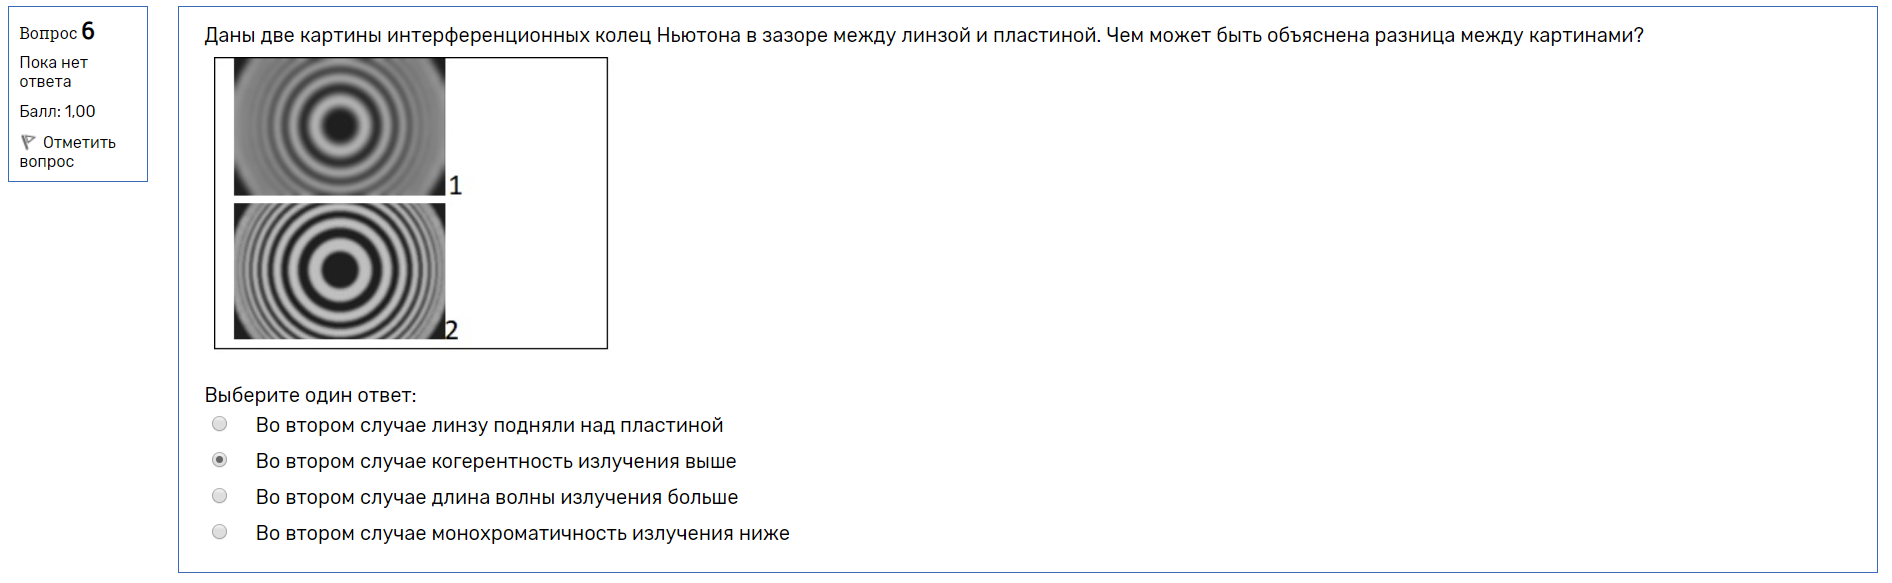 Вопрос 6
Пока нет
ответа
Балл: 1,00
Отметить
вопрос
Даны две картины интерференционных колец Ньютона в зазоре между линзой и пластиной. Чем может быть объяснена разница между картинами?
1
2
Выберите один ответ:
Во втором случае линзу подняли над пластиной
Во втором случае когерентность излучения выше
Во втором случае длина волны излучения больше
Во втором случае монохроматичность излучения ниже